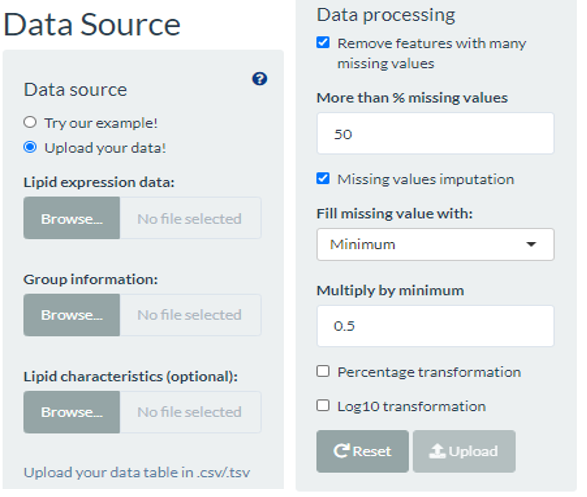 Data Source
Data source
Try our example!
Upload your data!
Lipid expression data:
Browse... No file selected
Group information:
Browse... No file selected
Lipid characteristics (optional):
Browse... No file selected
Upload your data table in .csv/.tsv
Data processing
Remove features with many
missing values
More than % missing values
50
Missing values imputation
Fill missing value with:
Minimum
Multiply by minimum
0.5
Percentage transformation
Log10 transformation
Reset Upload